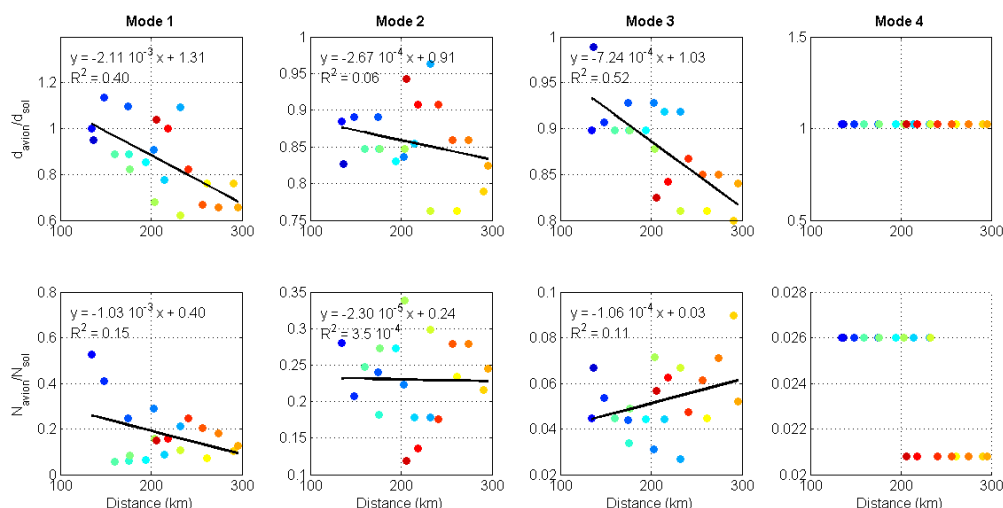 Mode 1
Mode 2
Mode 3
Mode 4
d_avion/d_sol
y = -2.11 10^-3 x + 1.31
R^2 = 0.40
1.2
1
0.8
0.6
100
200
300
y = -2.67 10^-4 x + 0.91
R^2 = 0.06
1
0.95
0.9
0.85
0.8
0.75
100
200
300
y = -7.24 10^-4 x + 1.03
R^2 = 0.52
1
0.95
0.9
0.85
0.8
100
200
300
1.5
1
0.5
100
200
300
N_avion/N_sol
y = -1.03 10^-3 x + 0.40
R^2 = 0.15
0.8
0.6
0.4
0.2
0
100
200
300
Distance (km)
y = -2.30 10^-5 x + 0.24
R^2 = 3.5 10^-4
0.35
0.3
0.25
0.2
0.15
0.1
100
200
300
Distance (km)
y = -1.06 10^-4 x + 0.03
R^2 = 0.11
0.1
0.08
0.06
0.04
0.02
100
200
300
Distance (km)
0.028
0.026
0.024
0.022
0.02
100
200
300
Distance (km)